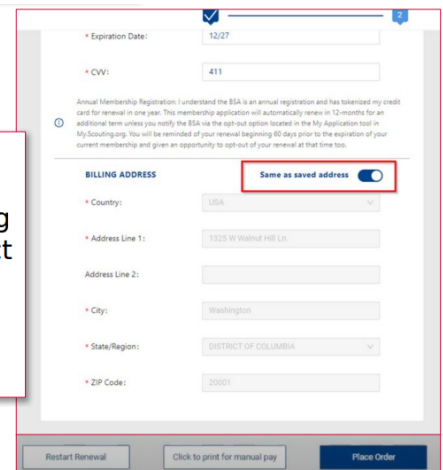 2
* Expiration Date:
12/27
* CVV:
411
Annual Membership Registration: I understand the BSA is an annual registration and has tokenized my credit
card for renewal in one year. This membership application will automatically renew in 12-months for an
additional term unless you notify the BSA via the opt-out option located in the My Application tool in
My.Scouting.org. You will be reminded of your renewal beginning 60 days prior to the expiration of your
current membership and given an opportunity to opt-out of your renewal at that time too.
BILLING ADDRESS
Same as saved address
* Country:
USA
* Address Line 1:
1325 W Walnut Hill Ln.
Address Line 2:
* City:
Washington
* State/Region:
DISTRICT OF COLUMBIA
* ZIP Code:
20001
Restart Renewal
Click to print for manual pay
Place Order